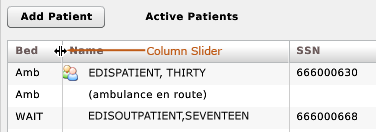 Add Patient Active Patients
Bed Name Column Slider SSN
Amb EDISPATIENT, THIRTY 666000630
Amb (ambulance en route)
WAIT EDISOUTPATIENT,SEVENTEEN 666000668